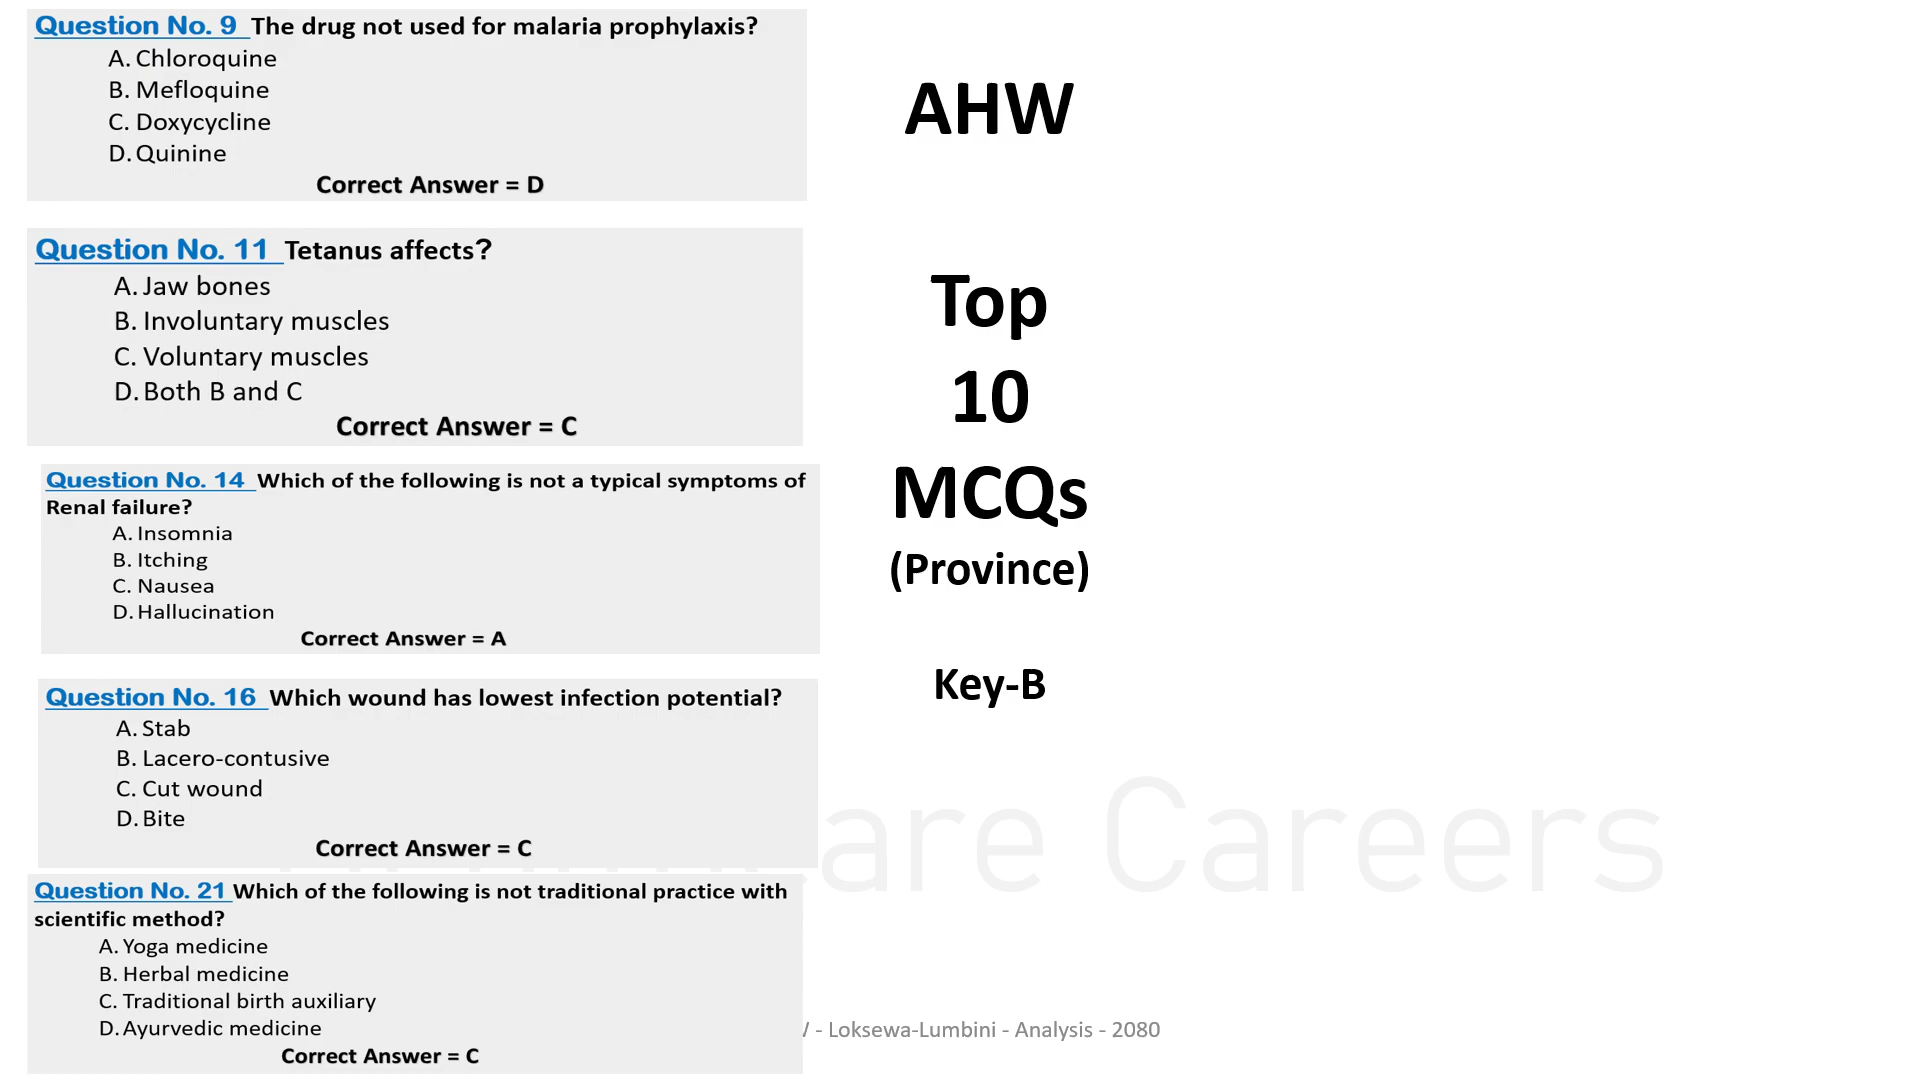 Question No. 9 The drug not used for malaria prophylaxis?
A. Chloroquine
B. Mefloquine
C. Doxycycline
D. Quinine
Correct Answer = D
Question No. 11 Tetanus affects?
A. Jaw bones
B. Involuntary muscles
C. Voluntary muscles
D. Both B and C
Correct Answer = C
Question No. 14 Which of the following is not a typical symptoms of
Renal failure?
A. Insomnia
B. Itching
C. Nausea
D. Hallucination
Correct Answer = A
Question No. 16 Which wound has lowest infection potential?
A. Stab
B. Lacero-contusive
C. Cut wound
D. Bite
Correct Answer = C
Question No. 21 Which of the following is not traditional practice with
scientific method?
A. Yoga medicine
B. Herbal medicine
C. Traditional birth auxiliary
D. Ayurvedic medicine
Correct Answer = C
AHW
Top
10
MCQs
(Province)
Key-B
are Careers
- Loksewa-Lumbini - Analysis - 2080